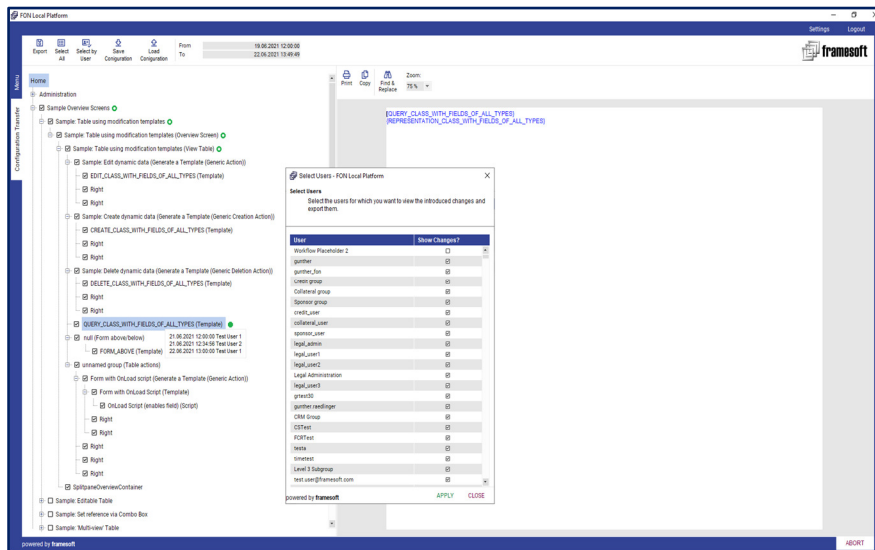 FON Local Platform
Settings Logout
Export Select All Select by User Save Coniguration Load Coniguration
From 19.06.2021 12:00:00
To 22.06.2021 13:49:49
framesoft
Menu
Configuration Transfer
Home
Administration
Sample Overview Screens
Sample: Table using modification templates
Sample: Table using modification templates (Overview Screen)
Sample: Table using modification templates (View Table)
Sample: Edit dynamic data (Generate a Template (Generic Action))
EDIT_CLASS_WITH_FIELDS_OF_ALL_TYPES (Template)
Right
Right
Sample: Create dynamic data (Generate a Template (Generic Creation Action))
CREATE_CLASS_WITH_FIELDS_OF_ALL_TYPES (Template)
Right
Right
Sample: Delete dynamic data (Generate a Template (Generic Deletion Action))
DELETE_CLASS_WITH_FIELDS_OF_ALL_TYPES (Template)
Right
Right
QUERY_CLASS_WITH_FIELDS_OF_ALL_TYPES (Template)
null (Form above/below)
FORM_ABOVE (Template)
21.06.2021 12:00:00 Test User 1
21.06.2021 12:34:56 Test User 2
22.06.2021 13:00:00 Test User 1
unnamed group (Table actions)
Form with OnLoad script (Generate a Template (Generic Action))
Form with OnLoad Script (Template)
OnLoad Script (enables field) (Script)
Right
Right
Right
Right
Right
SplitpaneOverviewContainer
Sample: Editable Table
Sample: Set reference via Combo Box
Sample: 'Multi-view' Table
Print Copy Find & Replace
Zoom:
75 %
{QUERY_CLASS_WITH_FIELDS_OF_ALL_TYPES}
{REPRESENTATION_CLASS_WITH_FIELDS_OF_ALL_TYPES}
Select Users - FON Local Platform
Select Users
Select the users for which you want to view the introduced changes and
export them.
User Show Changes?
Workflow Placeholder 2
gunther
gunther_fon
Credit group
Collateral group
Sponsor group
credit_user
collateral_user
sponsor_user
legal_admin
legal_user1
legal_user2
Legal Administration
legal_user3
grtest30
gunther.raedlinger
CRM Group
CSTest
FCRTest
testa
timetest
Level 3 Subgroup
test.user@framesoft.com
powered by framesoft
APPLY CLOSE
powered by framesoft
ABORT